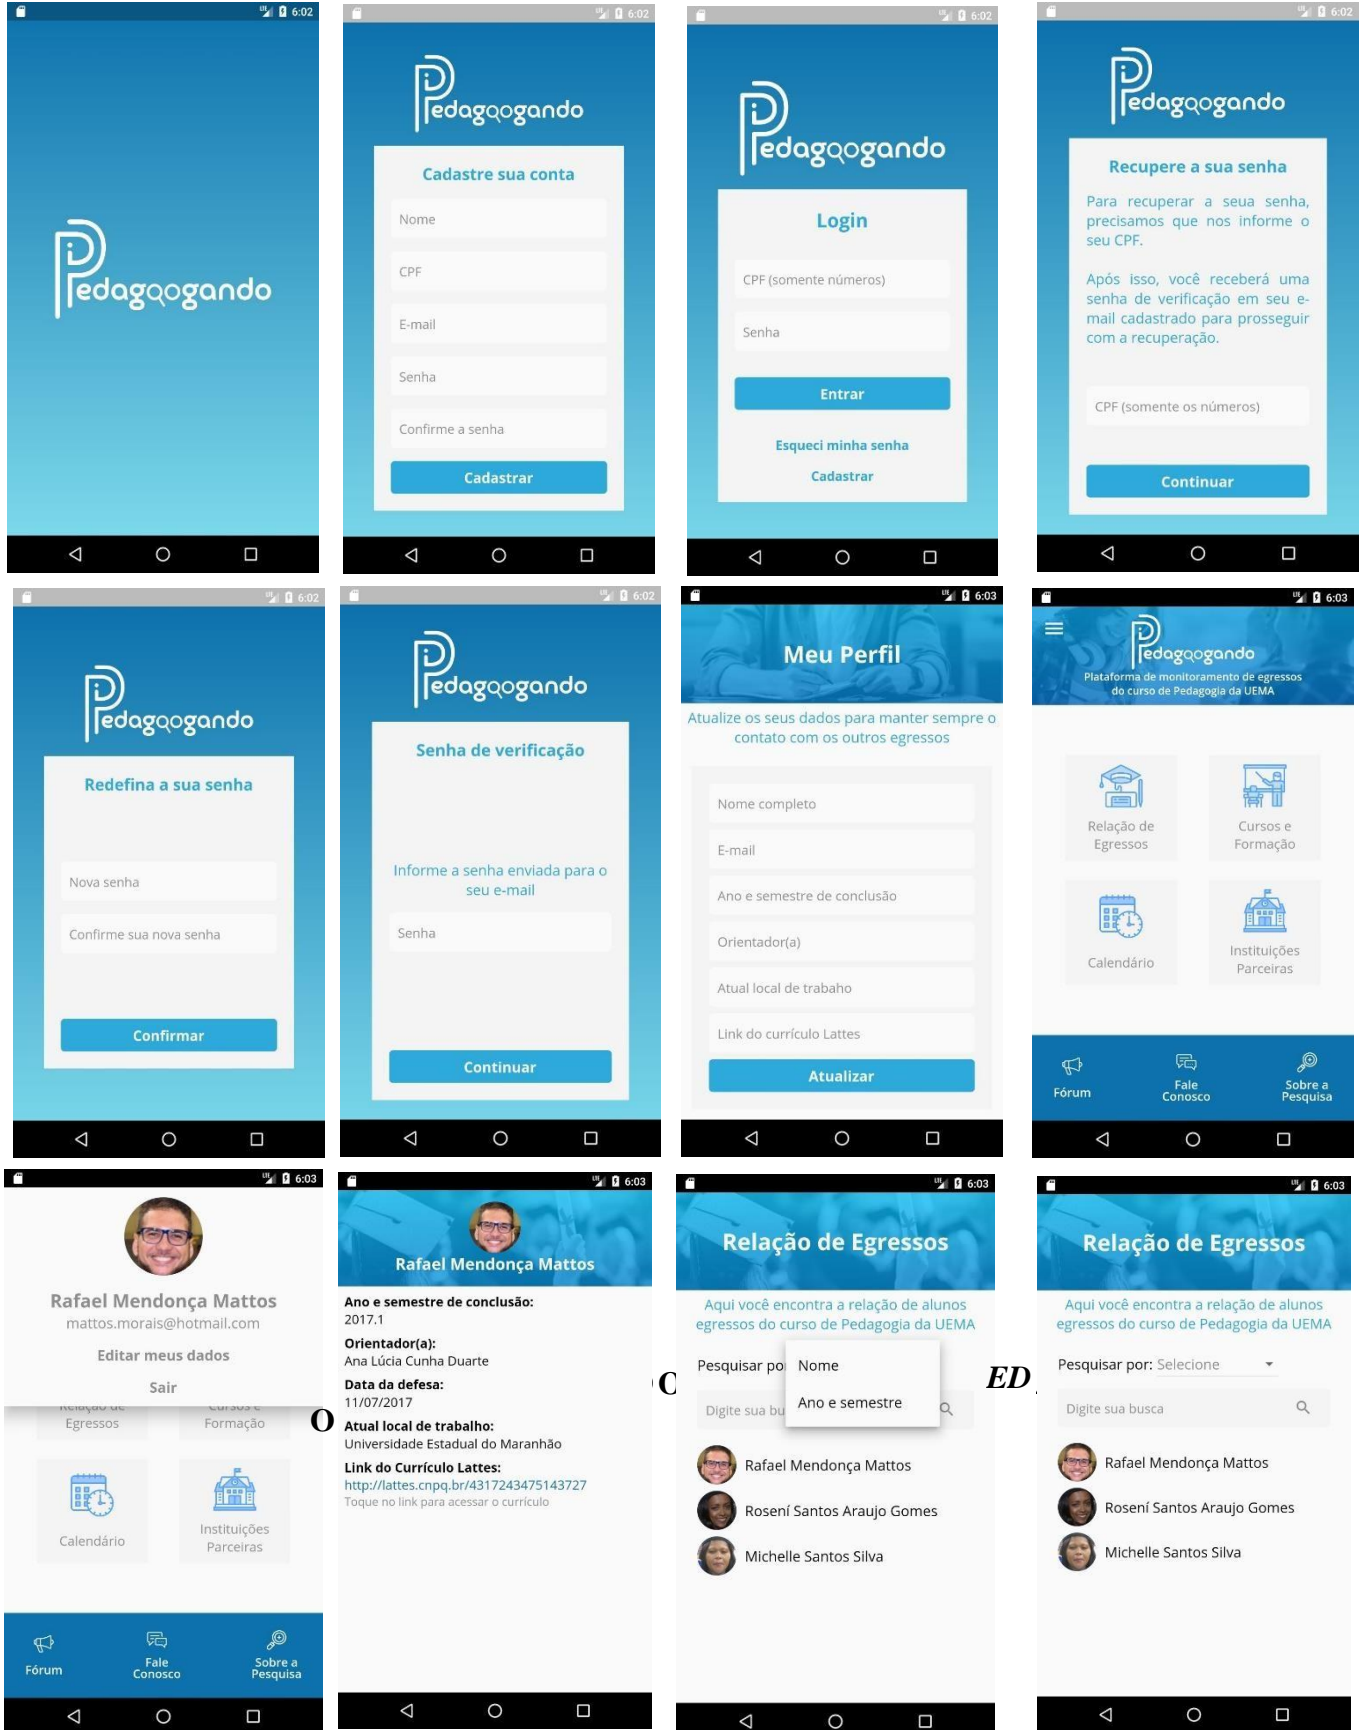 6:02
Pedagogando
6:02
Pedagogando
Cadastre sua conta
Nome
CPF
E-mail
Senha
Confirme a senha
Cadastrar
6:02
Pedagogando
Login
CPF (somente números)
Senha
Entrar
Esqueci minha senha
Cadastrar
6:02
Pedagogando
Recupere a sua senha
Para recuperar a seua senha,
precisamos que nos informe o
seu CPF.
Após isso, você receberá uma
senha de verificação em seu e-
mail cadastrado para prosseguir
com a recuperação.
CPF (somente os números)
Continuar
6:02
Pedagogando
Redefina a sua senha
Nova senha
Confirme sua nova senha
Confirmar
6:02
Pedagogando
Senha de verificação
Informe a senha enviada para o
seu e-mail
Senha
Continuar
LTE 6:03
Meu Perfil
Atualize os seus dados para manter sempre o
contato com os outros egressos
Nome completo
E-mail
Ano e semestre de conclusão
Orientador(a)
Atual local de trabaho
Link do currículo Lattes
Atualizar
LTE 6:03
Pedagogando
Plataforma de monitoramento de egressos
do curso de Pedagogia da UEMA
Relação de
Egressos
Cursos e
Formação
Calendário
Instituições
Parceiras
Fórum
Fale
Conosco
Sobre a
Pesquisa
LTE 6:03
Rafael Mendonça Mattos
mattos.morais@hotmail.com
Editar meus dados
Sair
Relação de
Egressos
Cursos e
Formação
Calendário
Instituições
Parceiras
Fórum
Fale
Conosco
Sobre a
Pesquisa
O
LTE 6:03
Rafael Mendonça Mattos
Ano e semestre de conclusão:
2017.1
Orientador(a):
Ana Lúcia Cunha Duarte
Data da defesa:
11/07/2017
Atual local de trabalho:
Universidade Estadual do Maranhão
Link do Currículo Lattes:
http://lattes.cnpq.br/4317243475143727
Toque no link para acessar o currículo
O
LTE 6:03
Relação de Egressos
Aqui você encontra a relação de alunos
egressos do curso de Pedagogia da UEMA
Pesquisar por
Nome
Ano e semestre
Digite sua bu
Rafael Mendonça Mattos
Rosení Santos Araujo Gomes
Michelle Santos Silva
ED
LTE 6:03
Relação de Egressos
Aqui você encontra a relação de alunos
egressos do curso de Pedagogia da UEMA
Pesquisar por: Selecione
Digite sua busca
Rafael Mendonça Mattos
Rosení Santos Araujo Gomes
Michelle Santos Silva